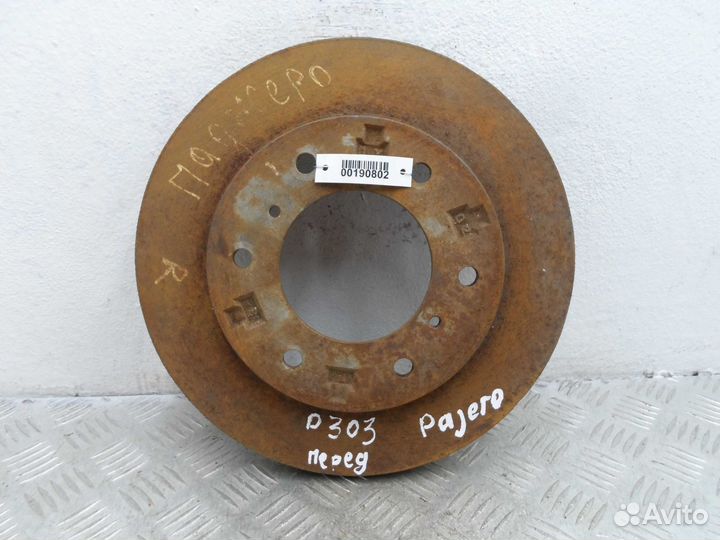 Паджеро
R
00190802
D303 Pajero
перед
Avito